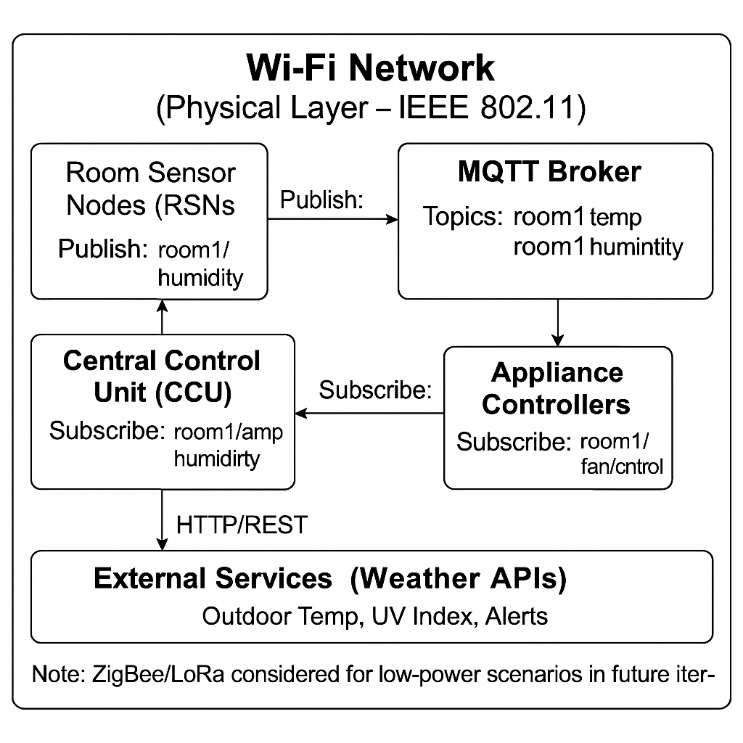 Wi-Fi Network
(Physical Layer – IEEE 802.11)
Room Sensor
Nodes (RSNs
Publish: room1/
humidity
Publish:
MQTT Broker
Topics: room1 temp
room1 humintity
Central Control
Unit (CCU)
Subscribe: room1/amp
humidirty
Subscribe:
Appliance
Controllers
Subscribe: room1/
fan/cntrol
HTTP/REST
External Services (Weather APIs)
Outdoor Temp, UV Index, Alerts
Note: ZigBee/LoRa considered for low-power scenarios in future iter-